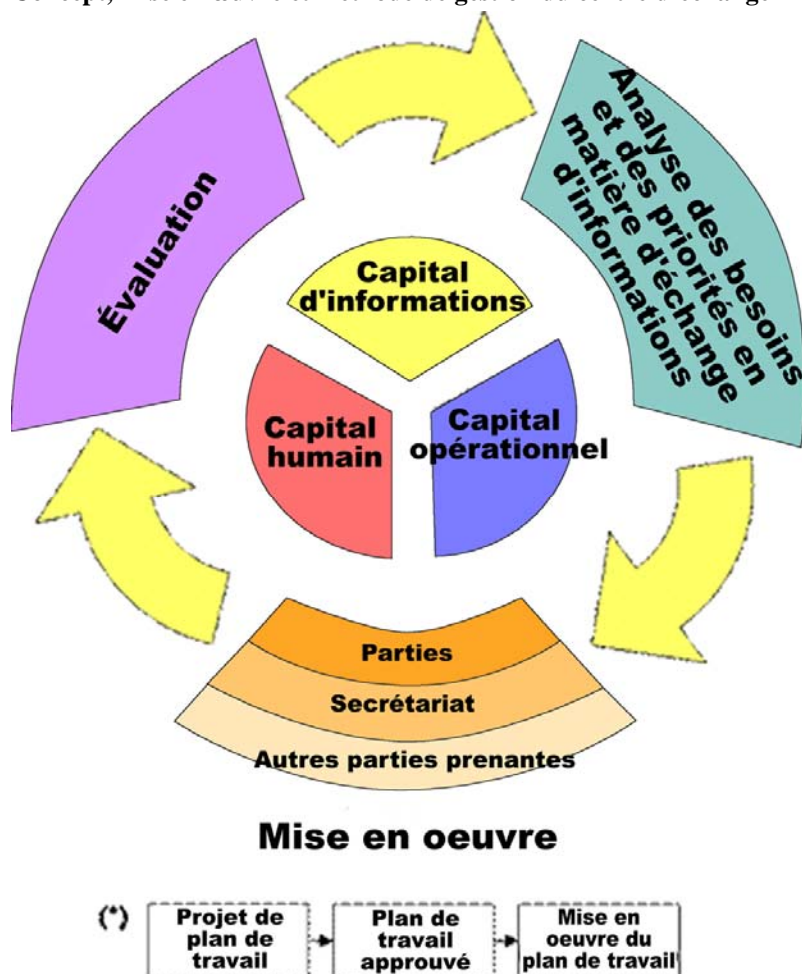 Évaluation
Analyse des besoins
et des priorités en
matière d'échange
d'informations
Capital
d'informations
Capital
humain
Capital
opérationnel
Parties
Secrétariat
Autres parties prenantes
Mise en oeuvre
(*)
Projet de
plan de
travail
Plan de
travail
approuvé
Mise en
oeuvre du
plan de travail